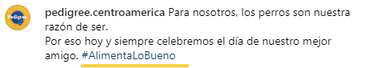 Pedigree
pedigree.centroamerica Para nosotros, los perros son nuestra
razón de ser.
Por eso hoy y siempre celebremos el día de nuestro mejor
amigo. #AlimentaLoBueno